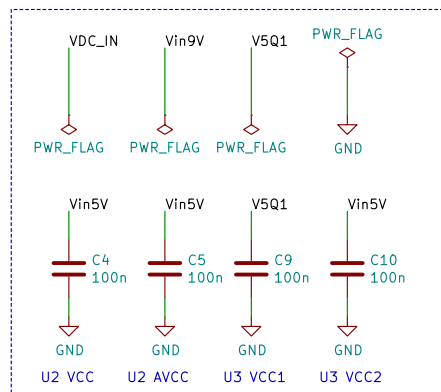 VDC_IN
Vin9V
V5Q1
PWR_FLAG
PWR_FLAG
PWR_FLAG
PWR_FLAG
GND
Vin5V
Vin5V
V5Q1
Vin5V
C4
100n
C5
100n
C9
100n
C10
100n
GND
GND
GND
GND
U2 VCC
U2 AVCC
U3 VCC1
U3 VCC2